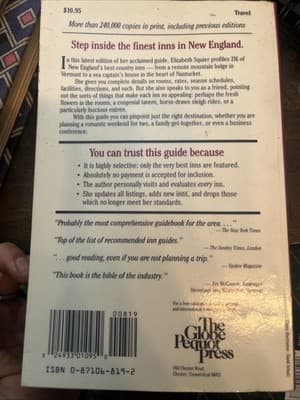 $10.95
Travel
More than 240,000 copies in print, including previous editions
Step inside the finest inns in New England.
In this latest edition of her acclaimed guide, Elizabeth Squier profiles 216 of
New England's best country inns — from a remote mountain lodge in
Vermont to a sea captain's house in the heart of Nantucket.
She gives you complete details on rooms, rates, season schedules,
facilities, directions, and such. But she also speaks to you as a friend, pointing
out the sorts of things that make each inn so appealing: perhaps the fresh
flowers in the rooms, a congenial tavern, horse-drawn sleigh rides, or a
particularly luscious entree.
With this guide you can pinpoint just the right destination, whether you are
planning a romantic weekend for two, a family get-together, or even a business
conference.
You can trust this guide because
• It is highly selective: only the very best inns are featured.
• Absolutely no payment is accepted for inclusion.
• The author personally visits and evaluates every inn.
• She updates all listings, adds new inns, and drops those
which no longer meet her standards.
"Probably the most comprehensive guidebook for the area. . . ."
— The New York Times
"Top of the list of recommended inn guides."
— The Sunday Times, London
". . . good reading, even if you are not planning a trip."
— Yankee Magazine
"This book is the bible of the industry."
For a free
The
Globe
Pequot
Press
Chester, Connecticut 06412
00819
0 24933 01095 0
ISBN 0-87106-819-2